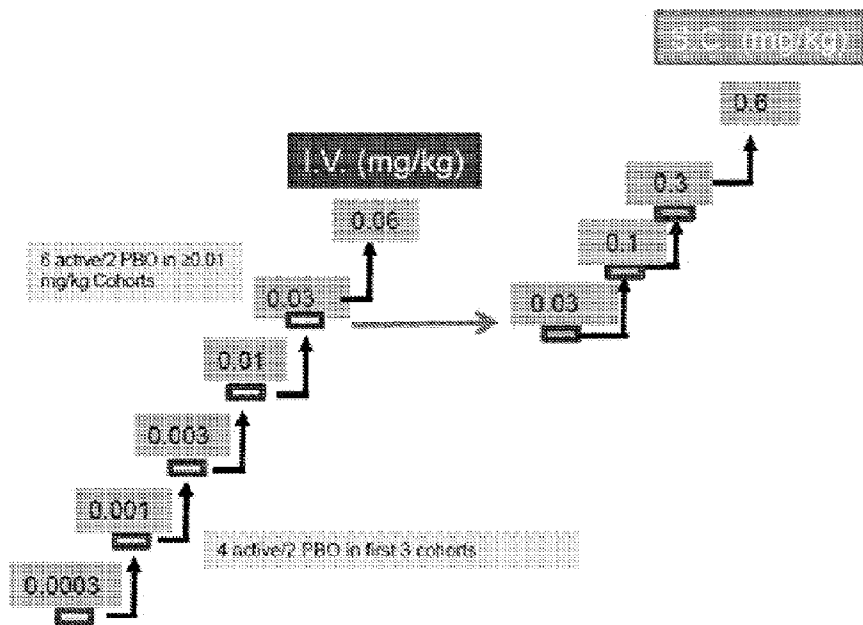 S.C. (mg/kg)
0.6
I.V. (mg/kg)
0.3
0.06
0.1
6 active/2 PBO in ≥0.01
mg/kg Cohorts
0.03
0.03
0.01
0.003
0.001
4 active/2 PBO in first 3 cohorts
0.0003